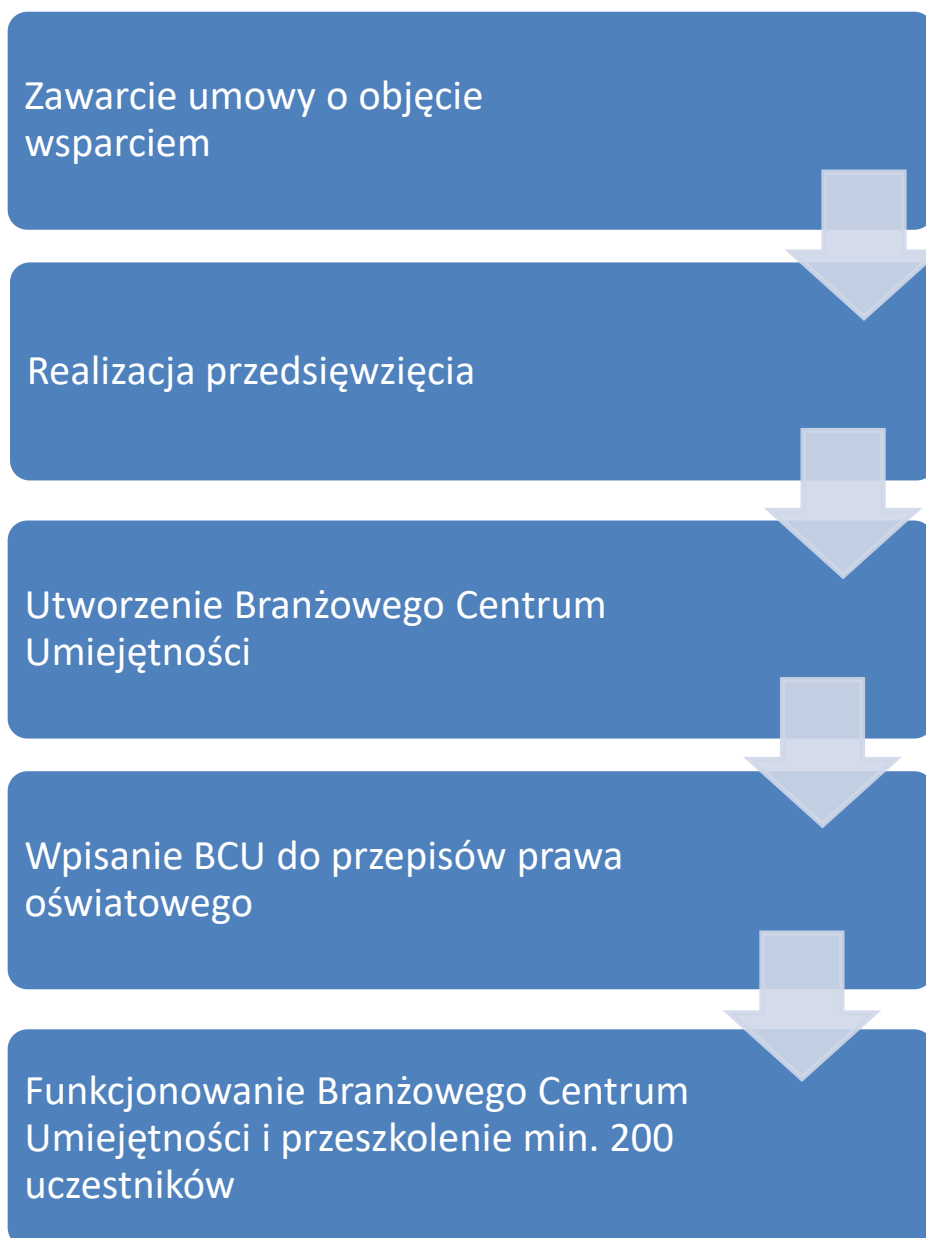 Zawarcie umowy o objęcie
wsparciem
Realizacja przedsięwzięcia
Utworzenie Branżowego Centrum
Umiejętności
Wpisanie BCU do przepisów prawa
oświatowego
Funkcjonowanie Branżowego Centrum
Umiejętności i przeszkolenie min. 200
uczestników